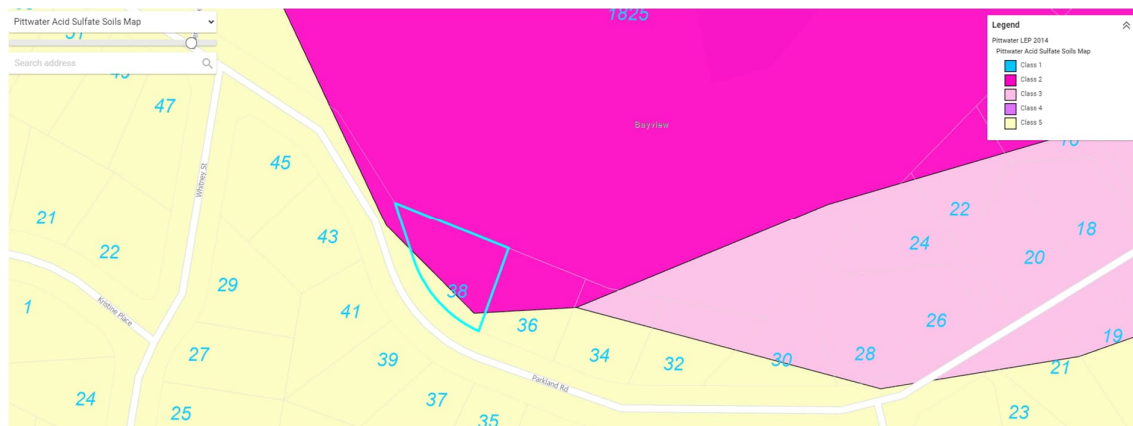 Pittwater Acid Sulfate Soils Map
Search address
Legend
Pittwater LEP 2014
Pittwater Acid Sulfate Soils Map
Class 1
Class 2
Class 3
Class 4
Class 5
1825
51
49
47
45
Bayview
Whitney St
21
22
43
22
24
18
20
29
38
1
Kristine Place
41
36
26
19
27
39
34
32
30
28
21
Parkland Rd
24
25
37
35
23